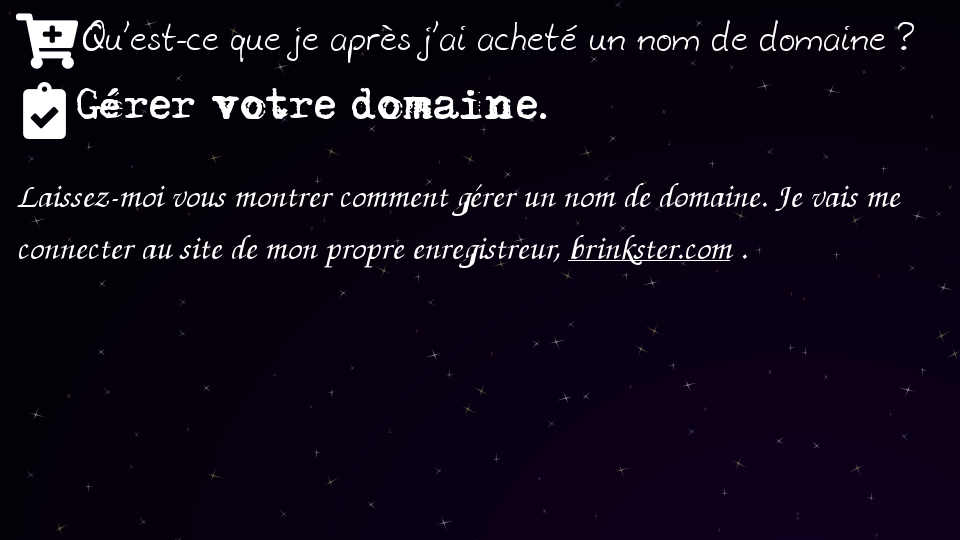 Qu'est-ce que je après j'ai acheté un nom de domaine ?
Gérer votre domaine.
Laissez-moi vous montrer comment gérer un nom de domaine. Je vais me
connecter au site de mon propre enregistreur, brinkster.com .